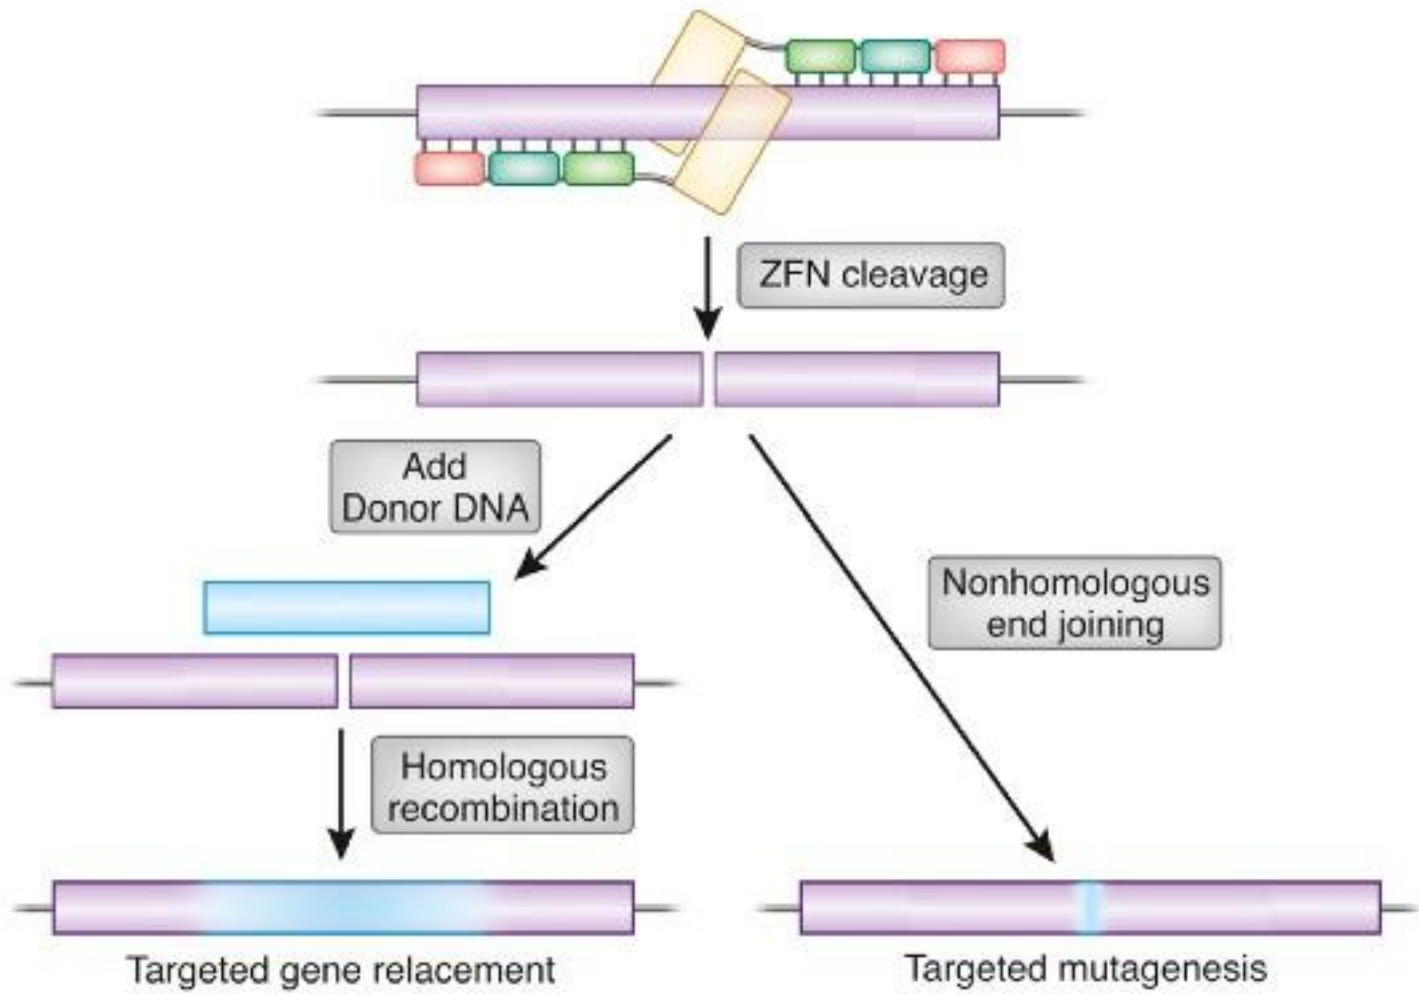 ZFN cleavage
Add
Donor DNA
Nonhomologous
end joining
Homologous
recombination
Targeted gene relacement
Targeted mutagenesis